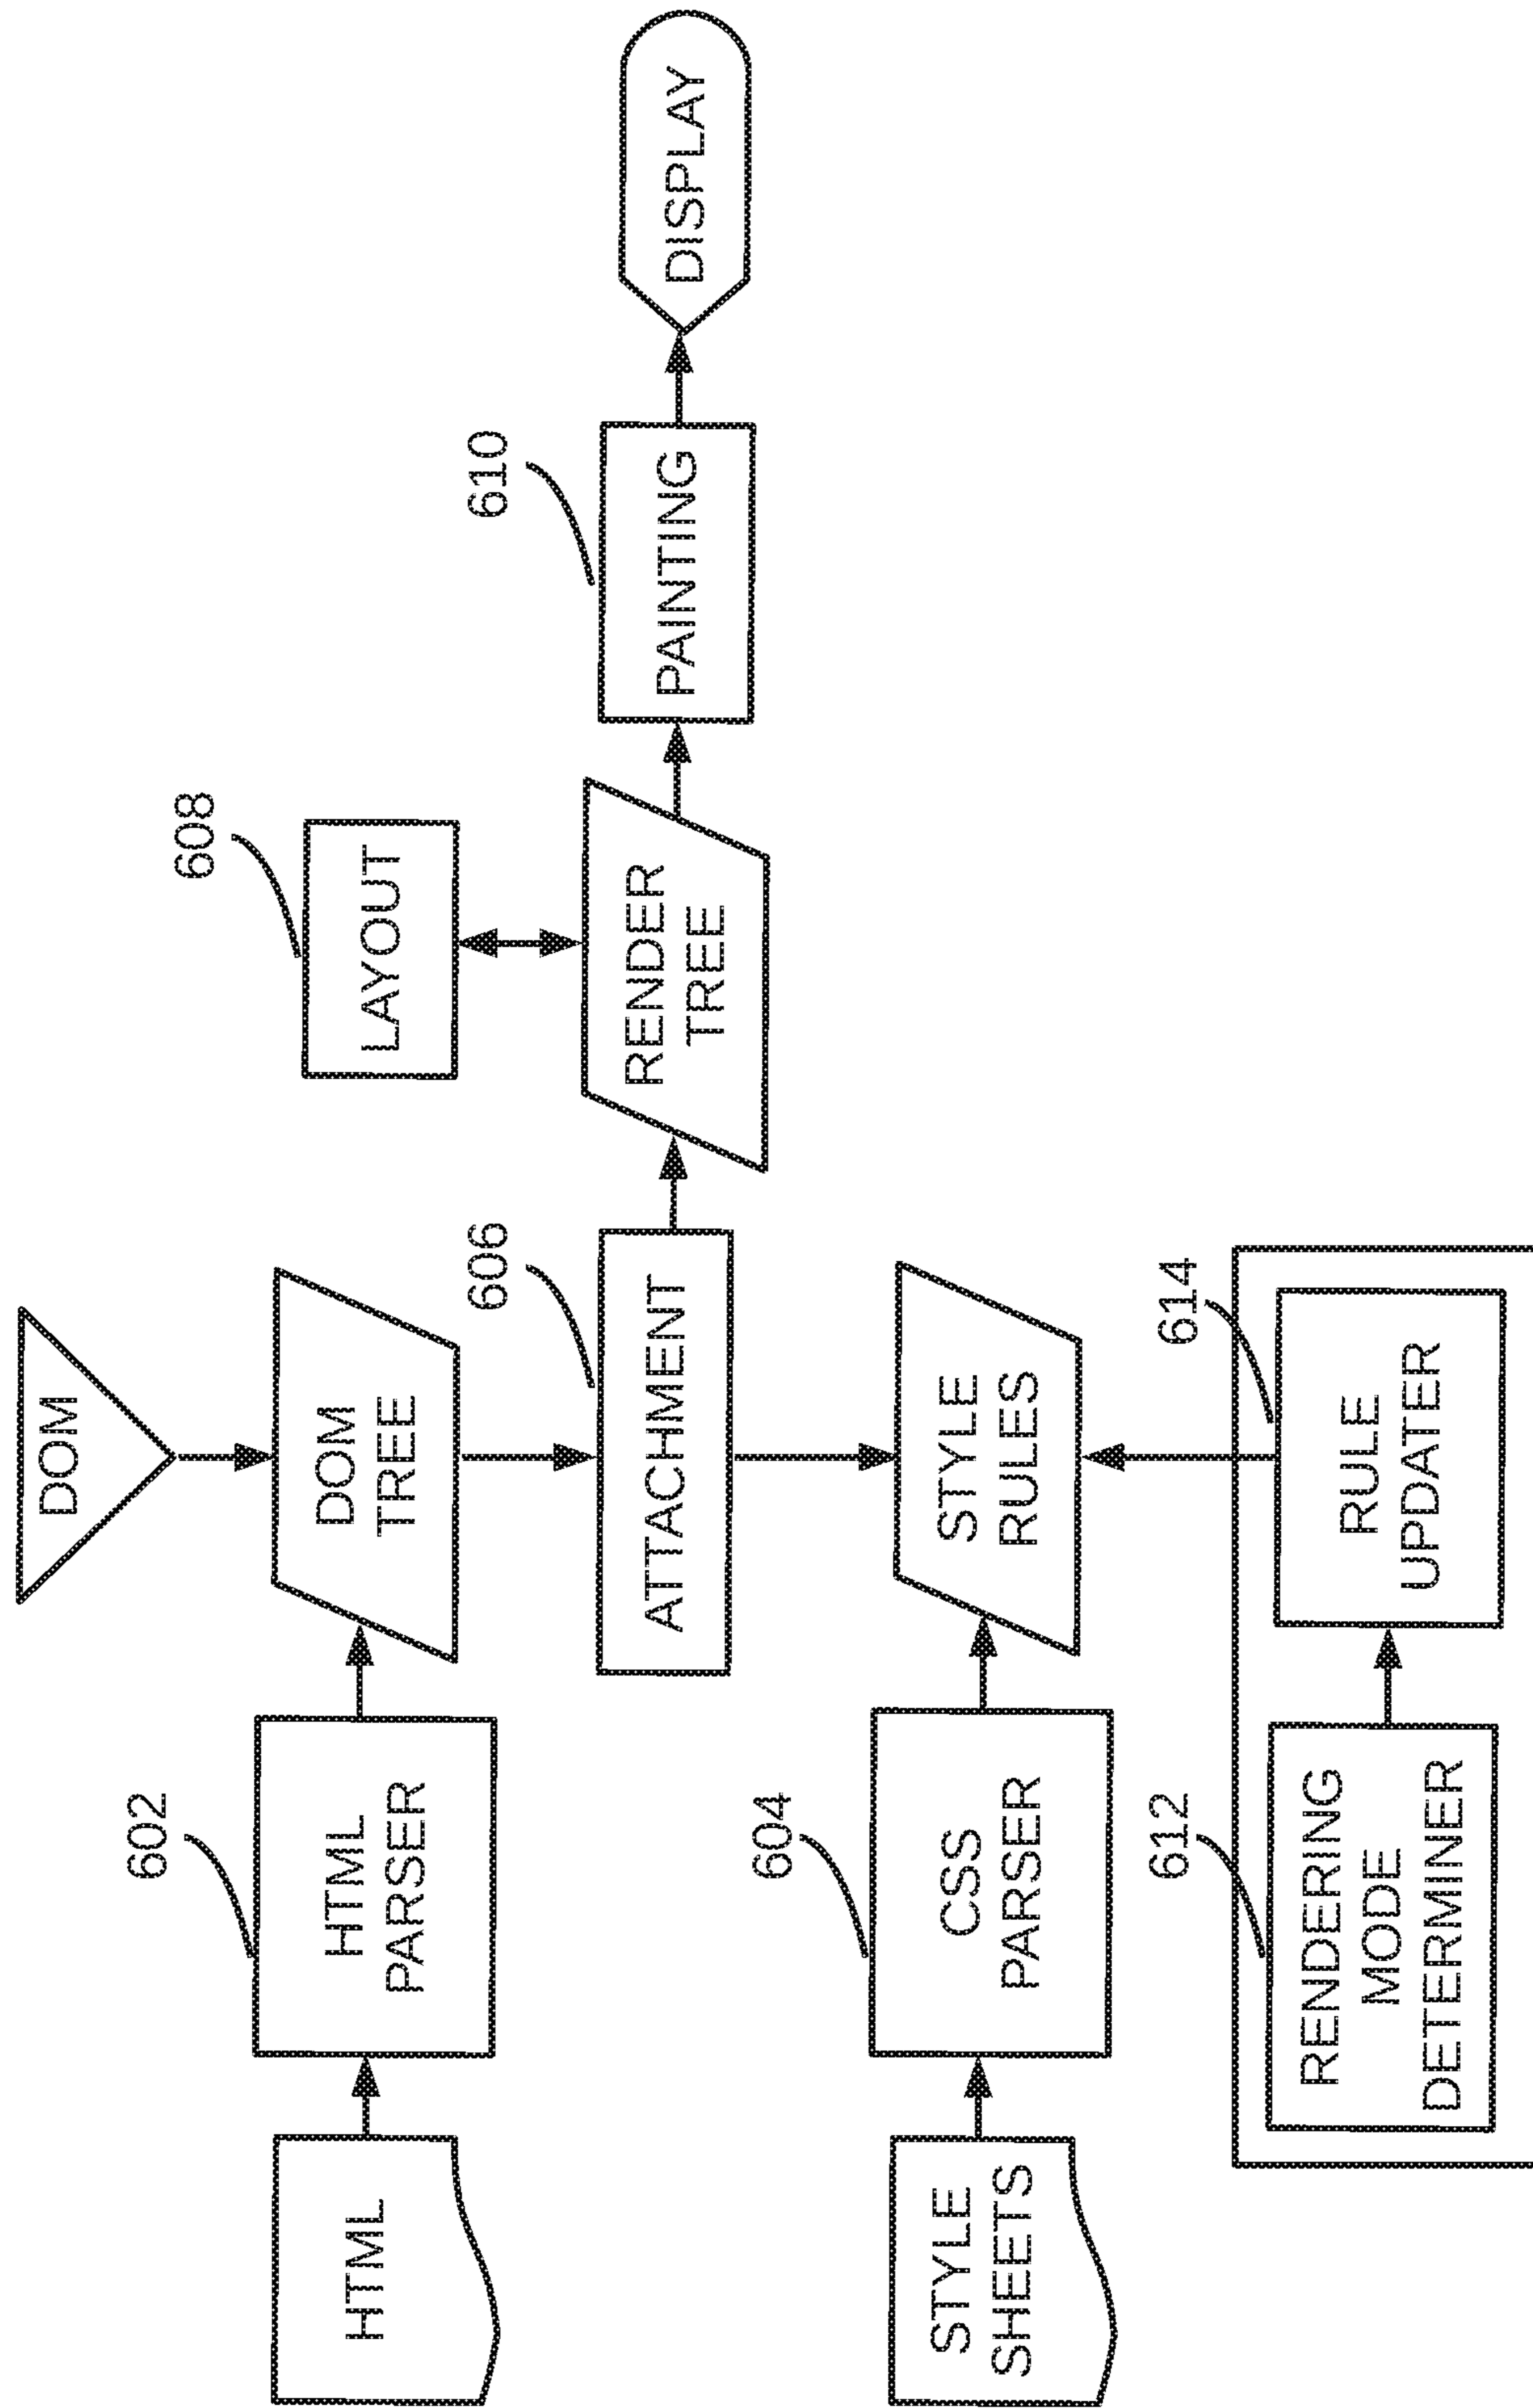 DOM
602
HTML
HTML
PARSER
DOM
TREE
608
LAYOUT
606
610
ATTACHMENT
RENDER
TREE
PAINTING
DISPLAY
604
STYLE
SHEETS
CSS
PARSER
STYLE
RULES
612
614
RENDERING
MODE
DETERMINER
RULE
UPDATER